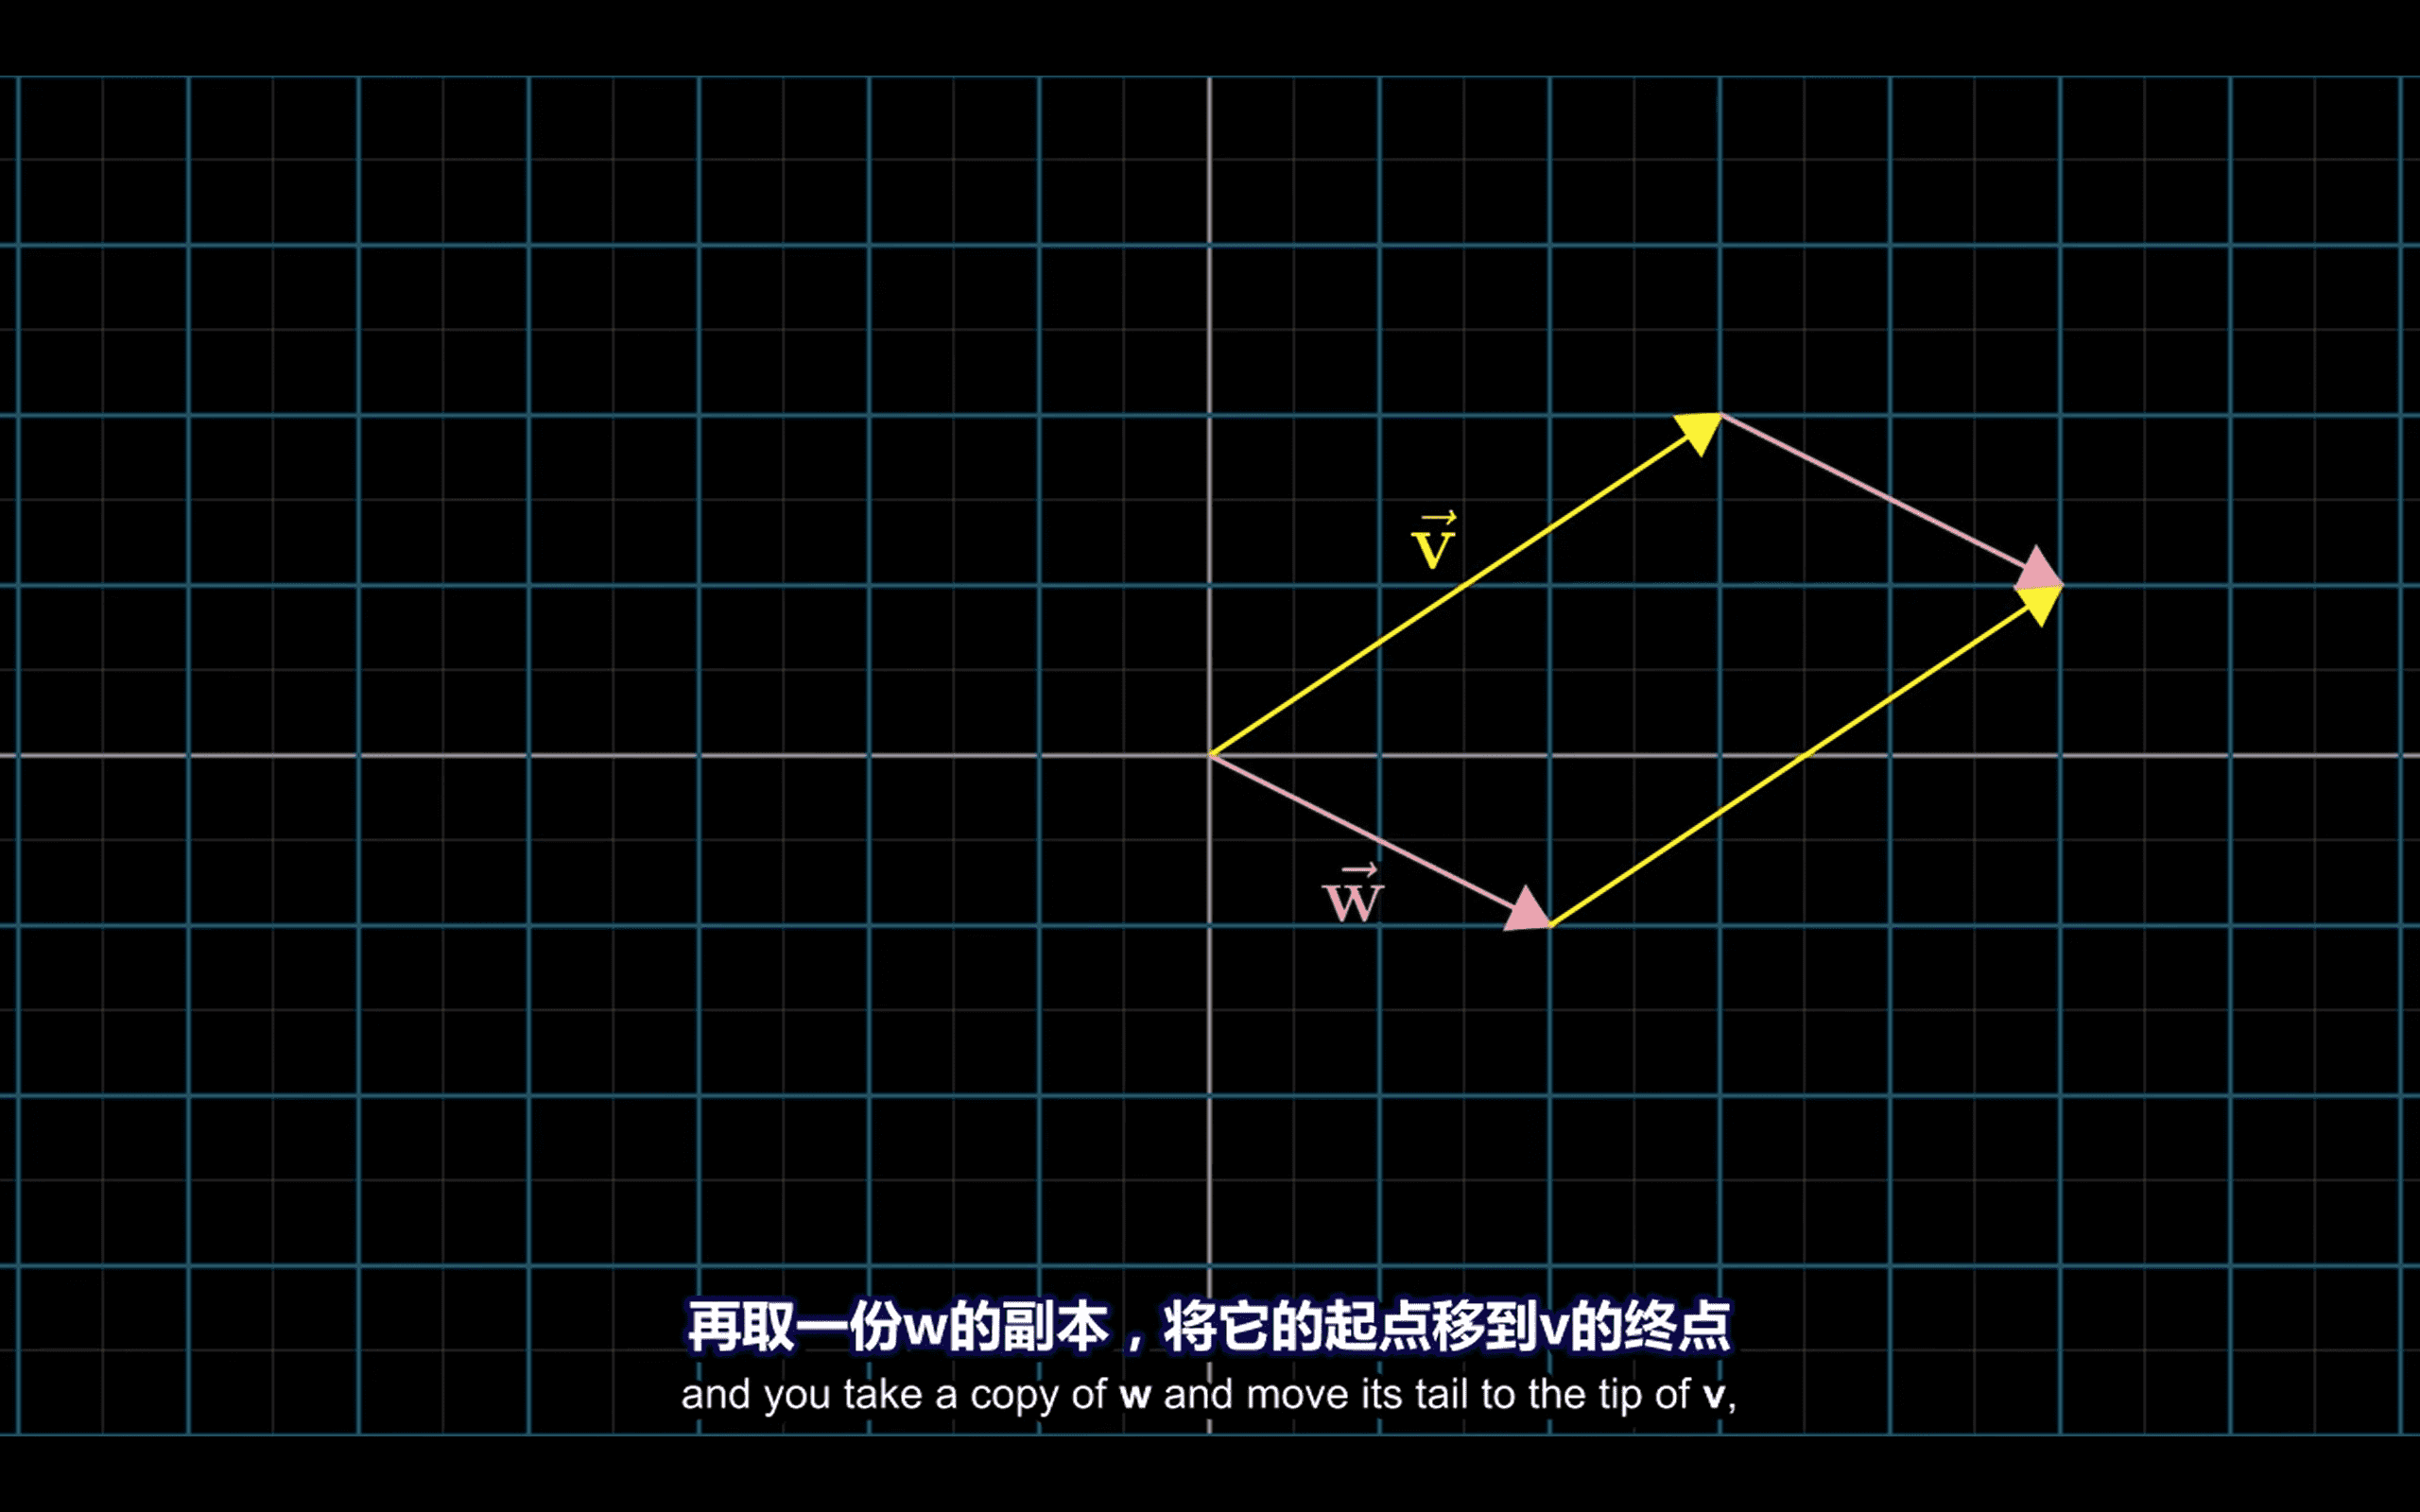 v
w
再取一份w的副本，将它的起点移到v的终点
and you take a copy of w and move its tail to the tip of v,